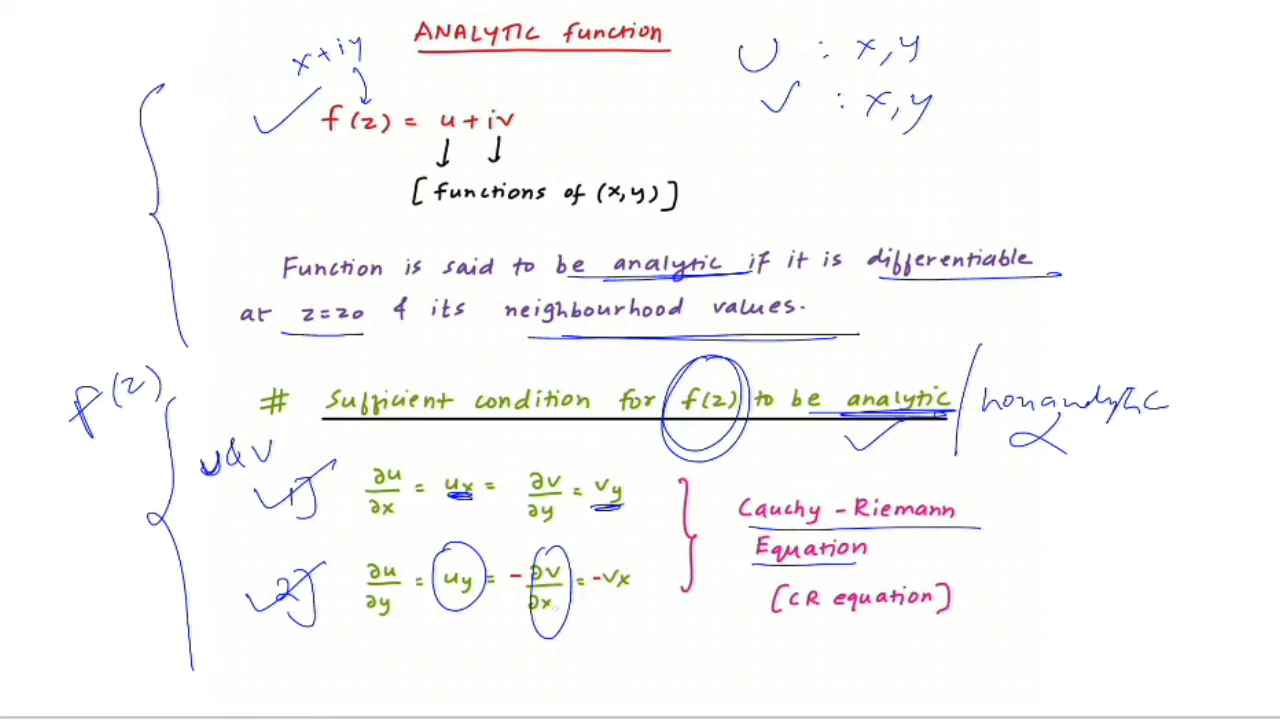 ANALYTIC function
x+iy
U : x,y
f(z) = u + iv
v : x,y
[functions of (x,y)]
Function is said to be analytic if it is differentiable
at z=z0 & its neighbourhood values.
f(z)
# Sufficient condition for f(z) to be analytic / nonanalytic
u & v
1] ∂u/∂x = ux = ∂v/∂y = vy
Cauchy - Riemann
Equation
2] ∂u/∂y = uy = -∂v/∂x = -vx
[CR equation]